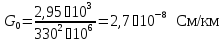 G₀ = 2,95 □ 10³ / 330² □ 10⁶ = 2,7 □ 10⁻⁸ См/км